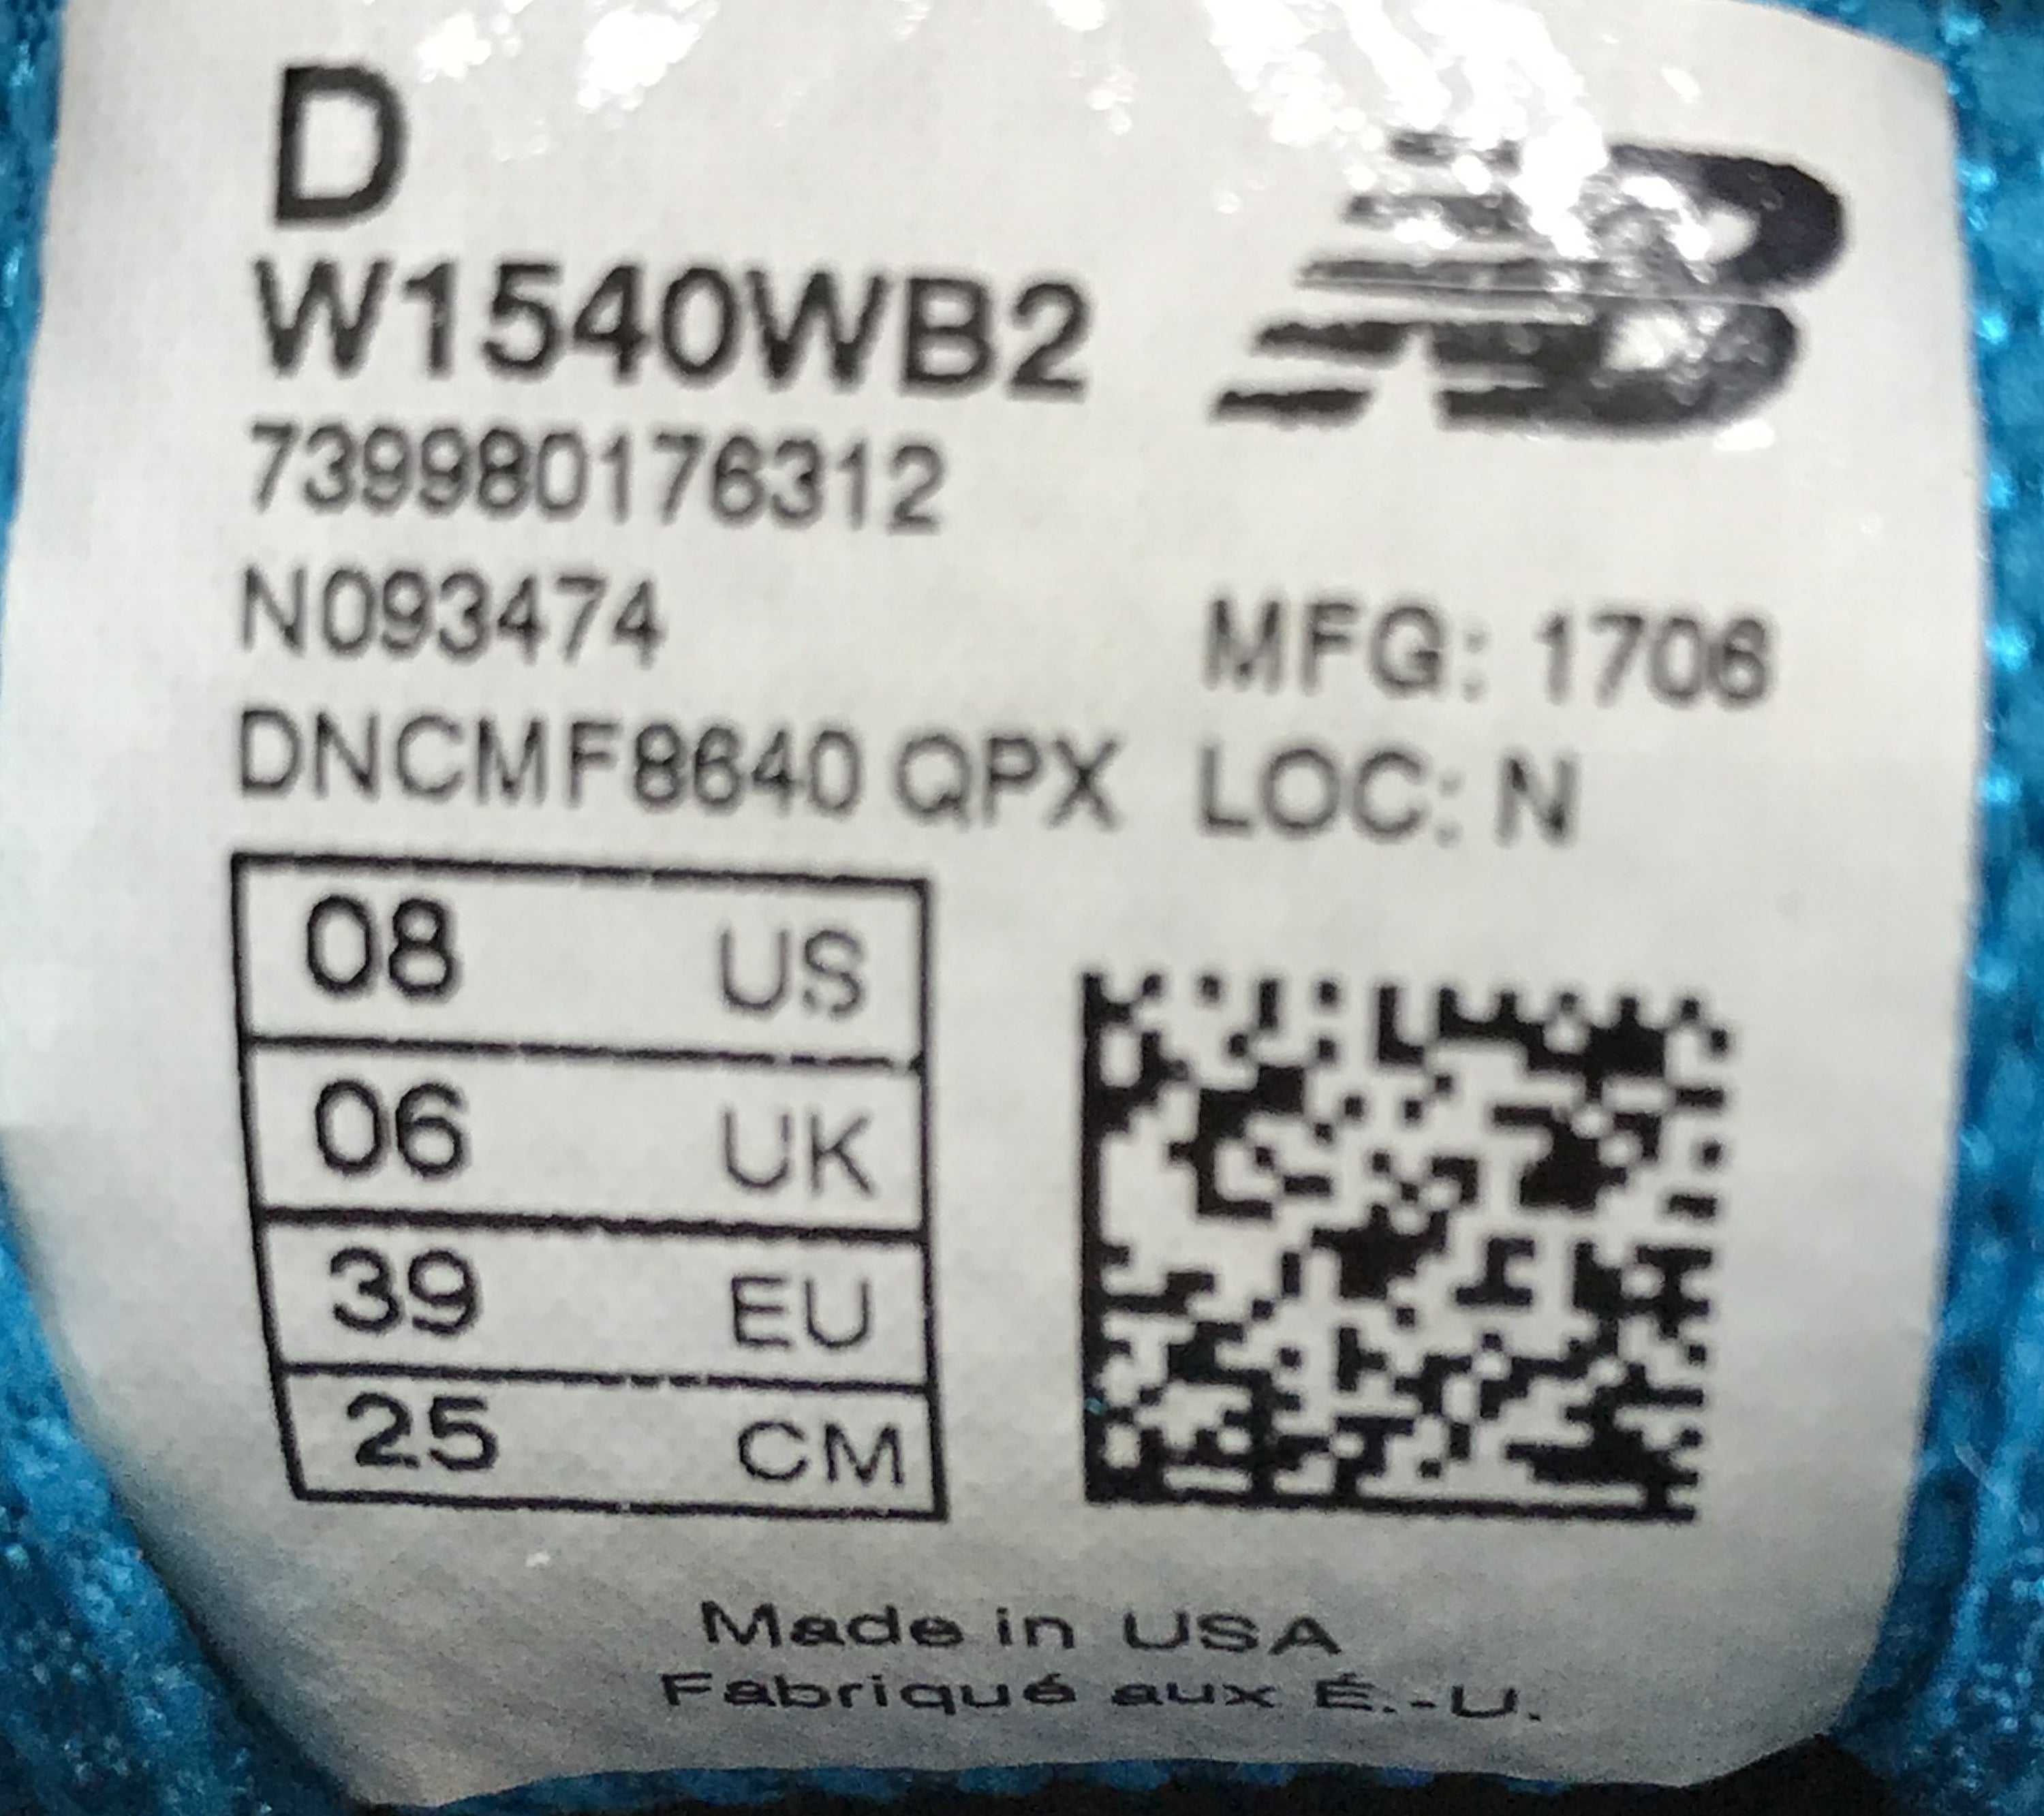 D
W1540WB2
739980176312
N093474
MFG: 1706
DNCMF8640 QPX
LOC: N
08 US
06 UK
39 EU
25 CM
Made in USA
Fabriqué aux É.-U.